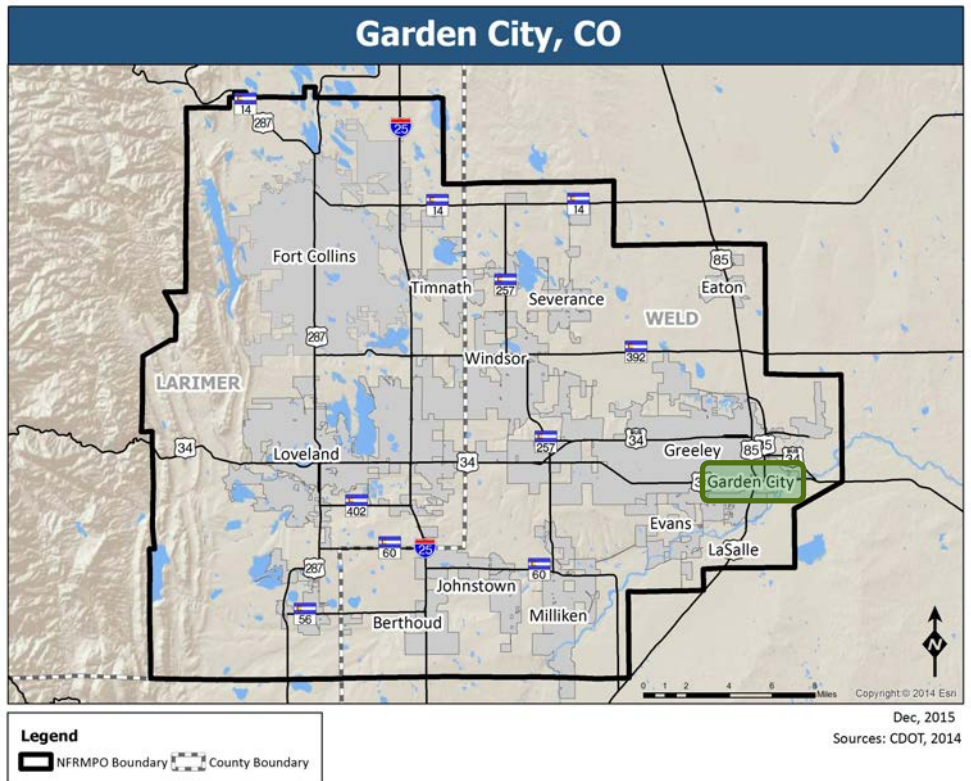 Garden City, CO
14
287
25
14
14
Fort Collins
85
Timnath
257
Severance
Eaton
WELD
287
392
Windsor
LARIMER
257
34
Greeley
85
34
34
Loveland
34
Garden City
402
Evans
60
25
LaSalle
287
60
Johnstown
56
Milliken
Berthoud
N
0 1 2 4 6 8
Miles
Copyright © 2014 Esri
Dec, 2015
Sources: CDOT, 2014
Legend
NFRMPO Boundary
County Boundary